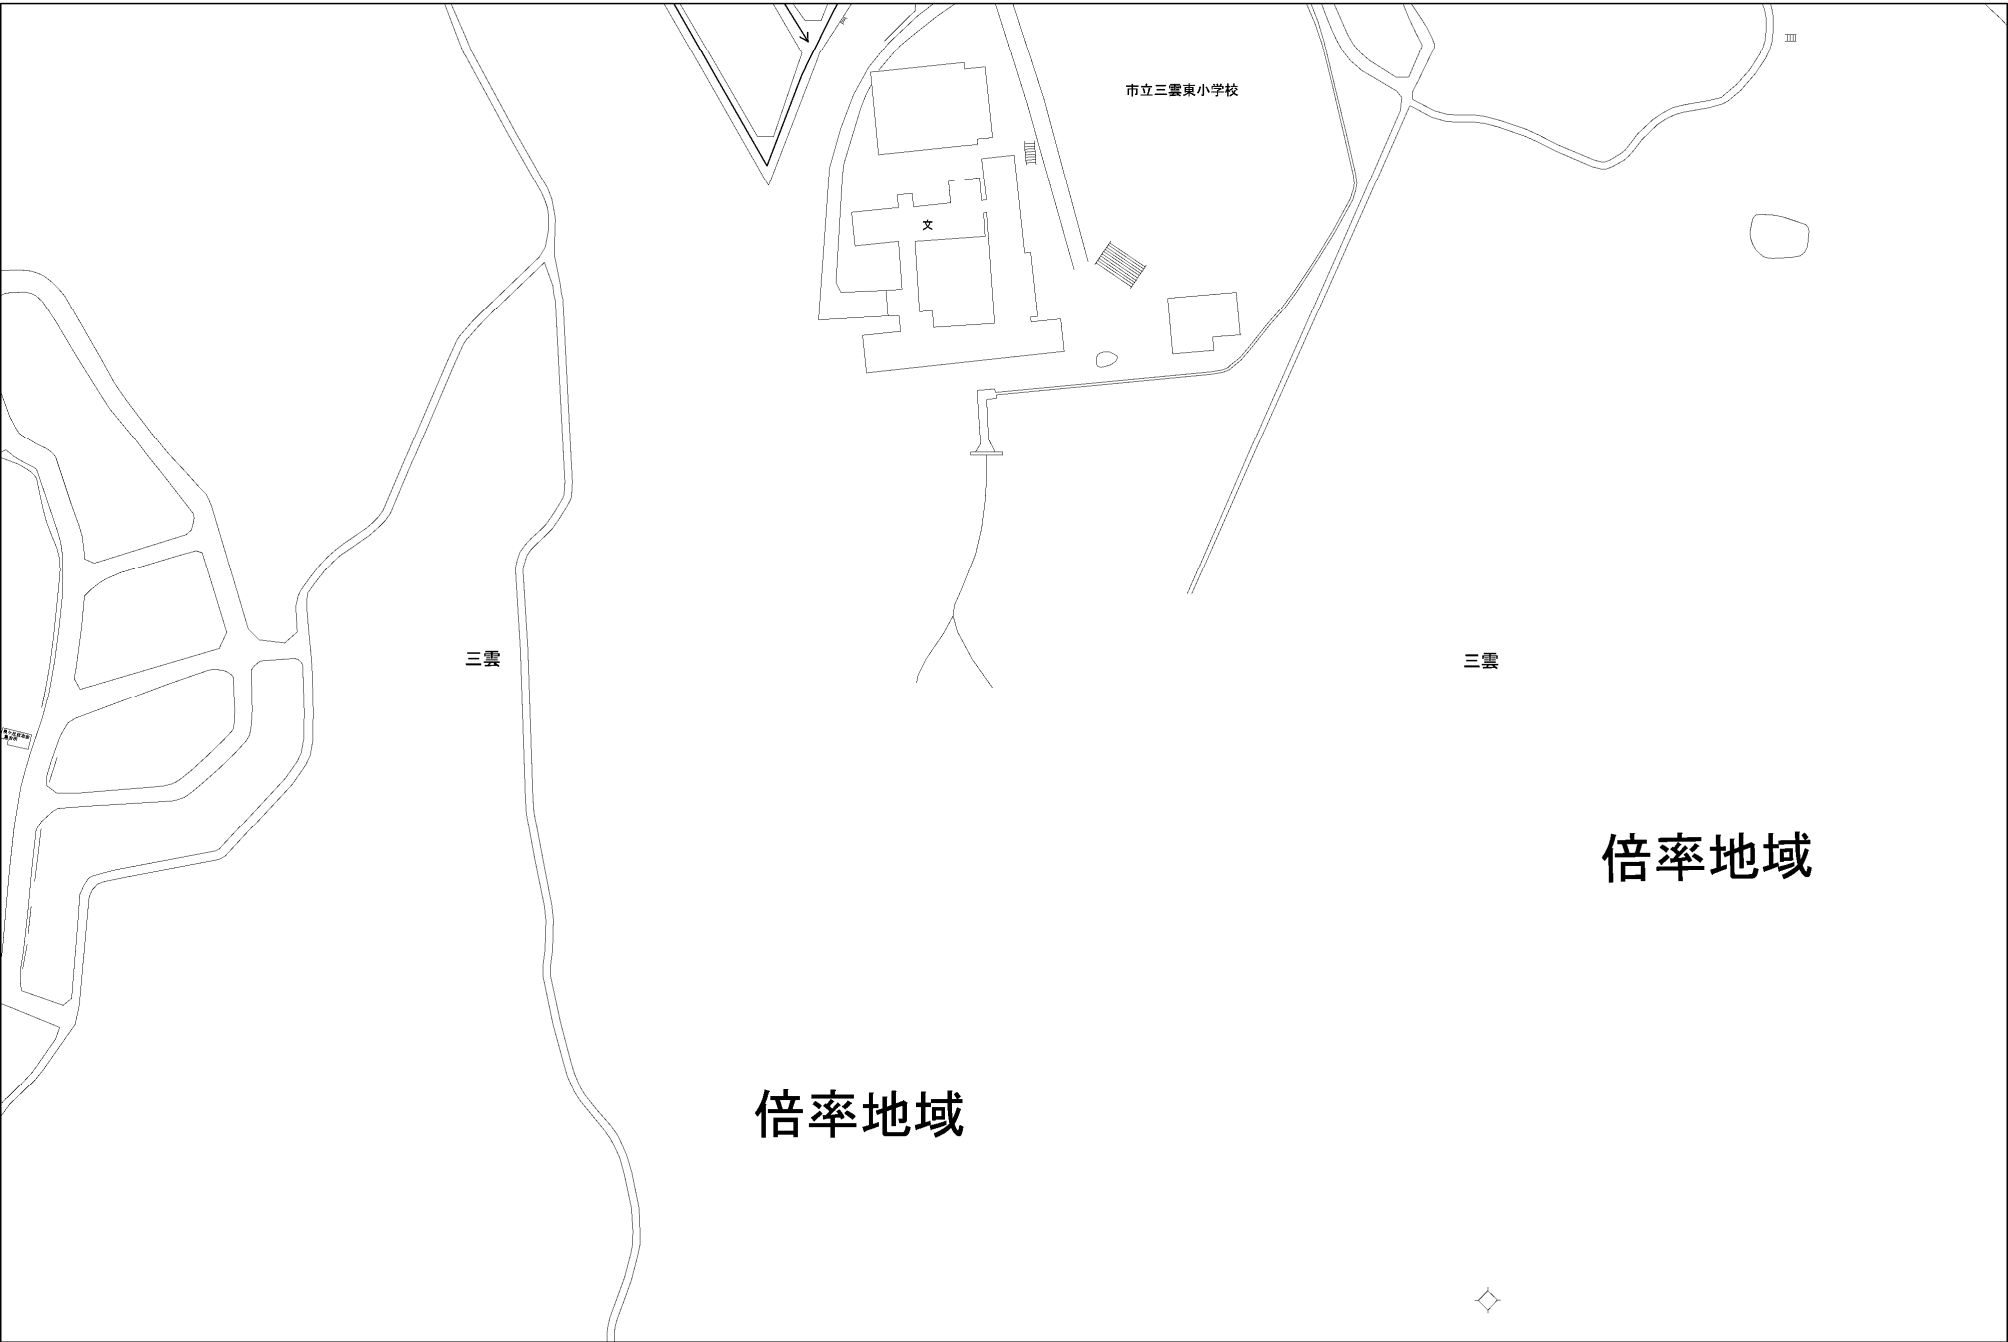 市立三雲東小学校
文
三雲
三雲
倍率地域
倍率地域